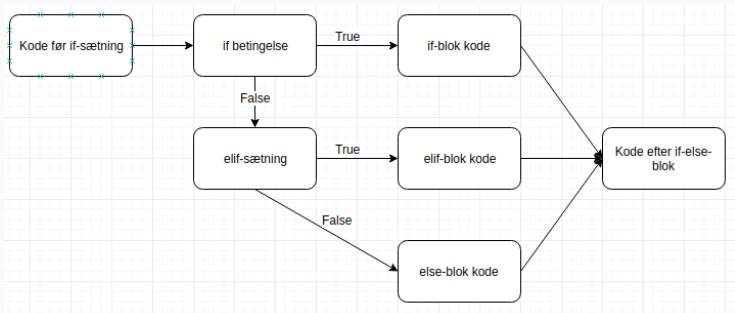 Kode før if-sætning
if betingelse
True
if-blok kode
False
elif-sætning
True
elif-blok kode
Kode efter if-else-
blok
False
else-blok kode